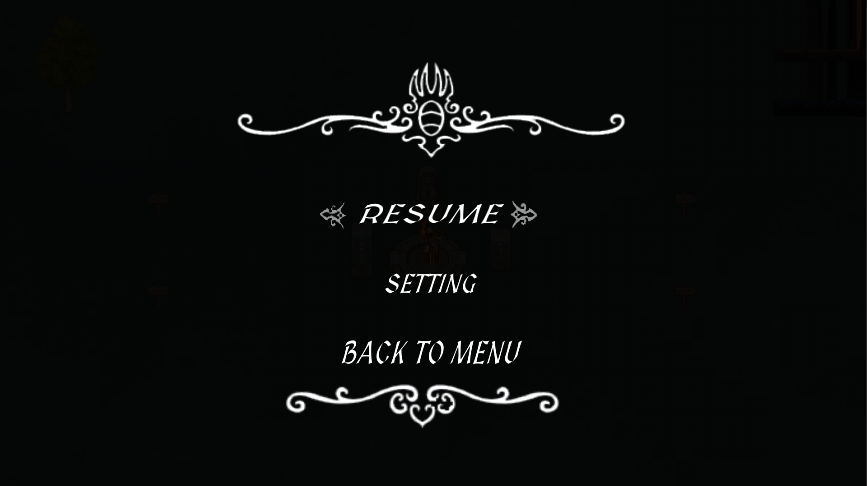 RESUME
SETTING
BACK TO MENU